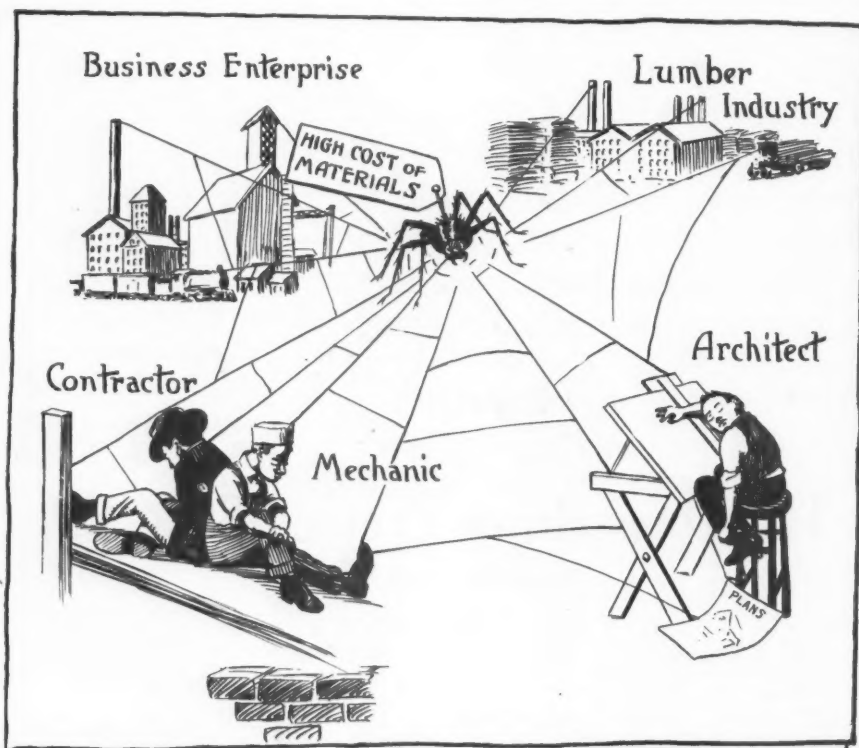 Business Enterprise
Lumber
Industry
HIGH COST OF
MATERIALS
Contractor
Mechanic
Architect
PLANS